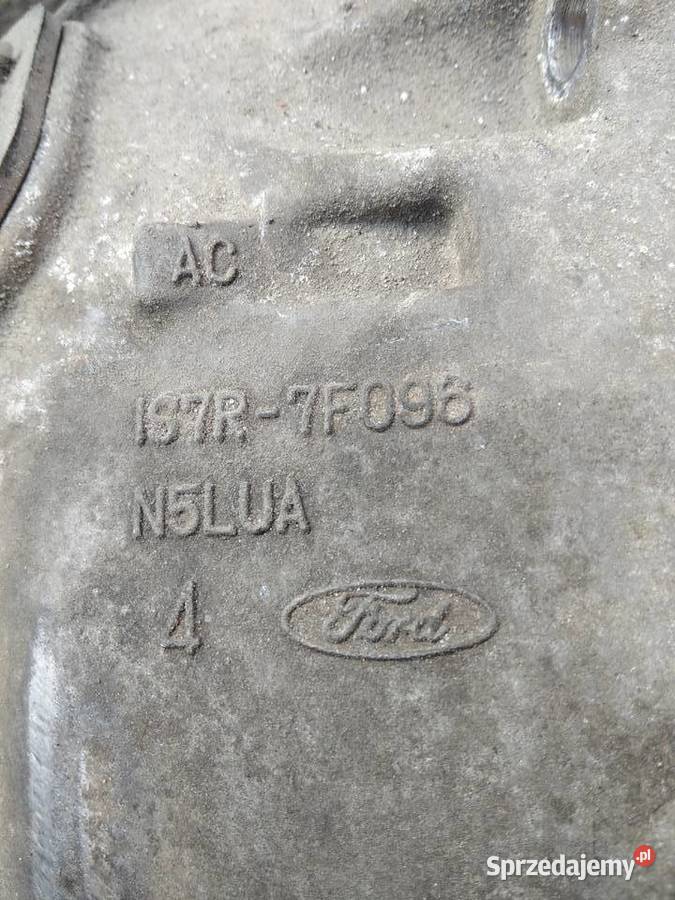 AC
1S7R-7F096
N5LUA
4 Ford
Sprzedajemy.pl